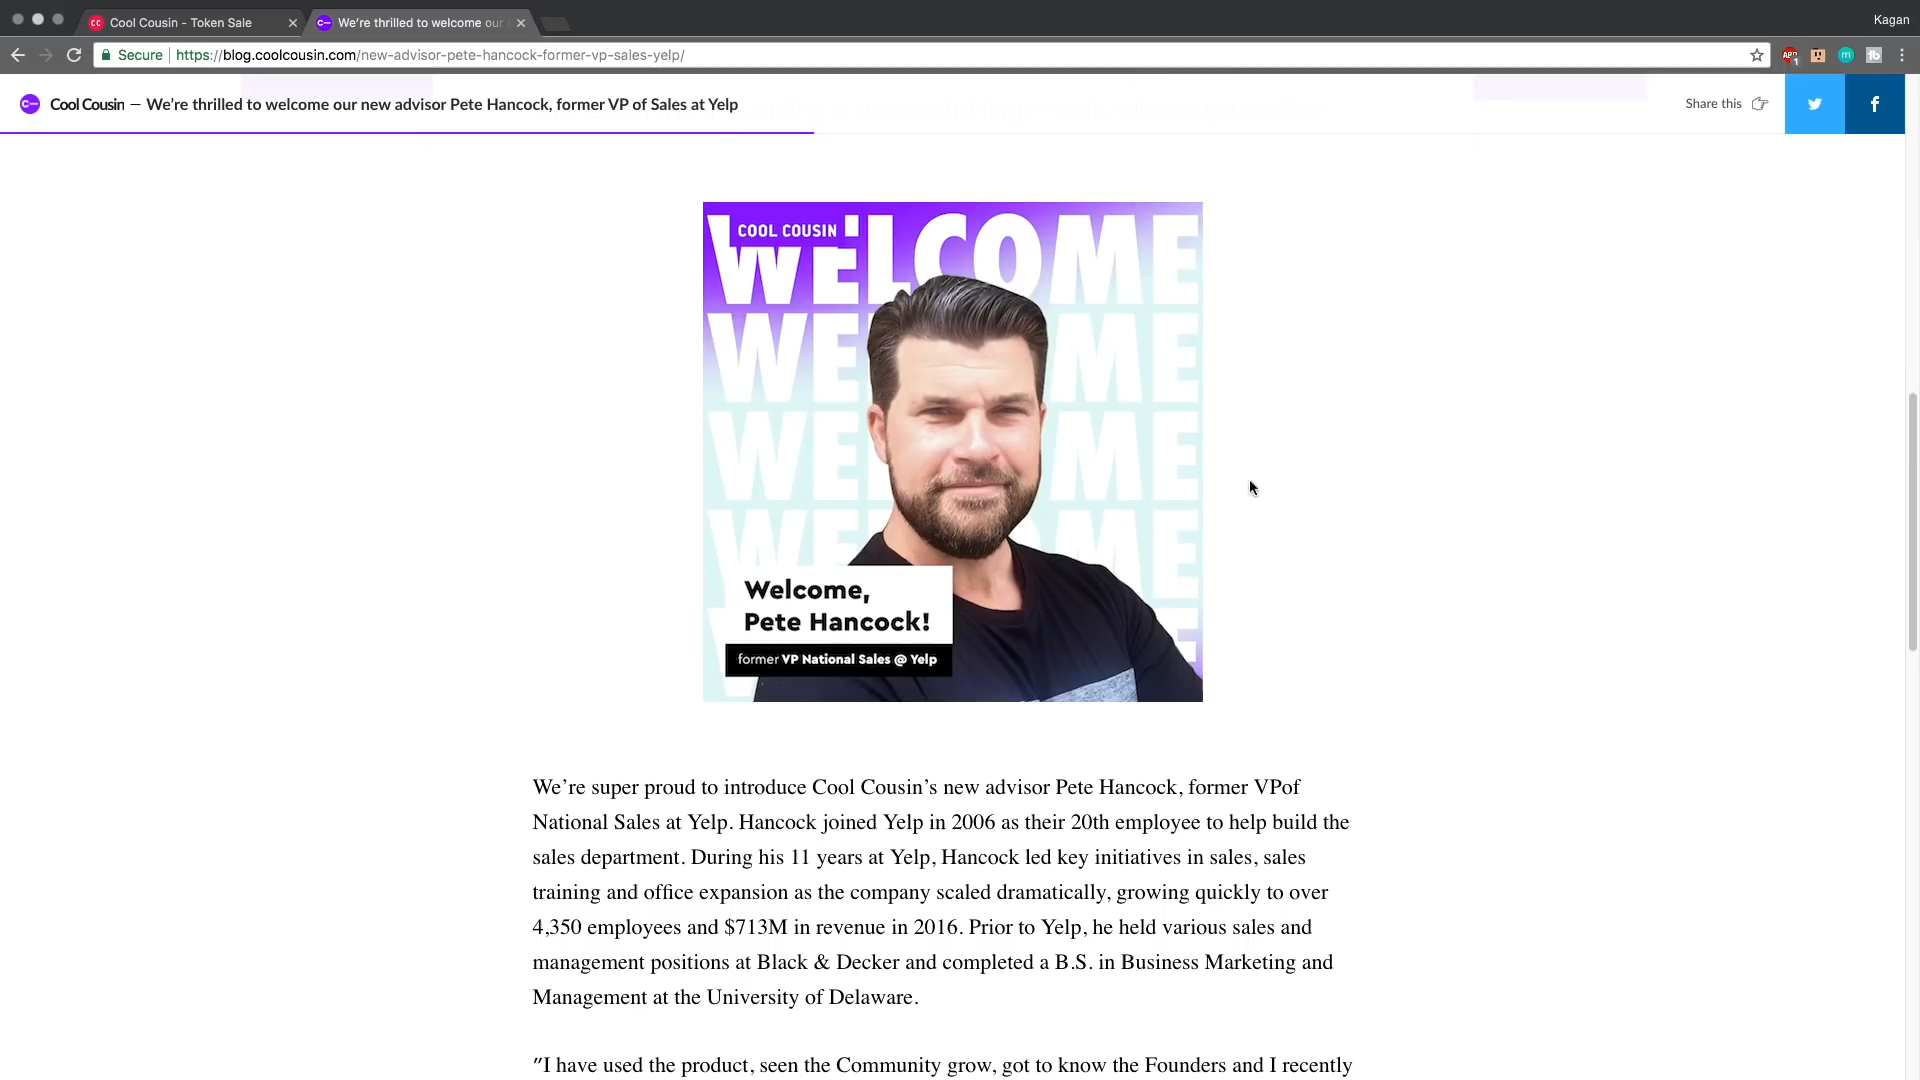 Cool Cousin - Token Sale
We're thrilled to welcome our
Kagan
Secure
https://blog.coolcousin.com/new-advisor-pete-hancock-former-vp-sales-yelp/
Cool Cousin — We're thrilled to welcome our new advisor Pete Hancock, former VP of Sales at Yelp
Share this
WELCOME
COOL COUSIN
WELCOME
WELCOME
WELCOME
Welcome,
Pete Hancock!
former VP National Sales @ Yelp
We’re super proud to introduce Cool Cousin’s new advisor Pete Hancock, former VPof
National Sales at Yelp. Hancock joined Yelp in 2006 as their 20th employee to help build the
sales department. During his 11 years at Yelp, Hancock led key initiatives in sales, sales
training and office expansion as the company scaled dramatically, growing quickly to over
4,350 employees and $713M in revenue in 2016. Prior to Yelp, he held various sales and
management positions at Black & Decker and completed a B.S. in Business Marketing and
Management at the University of Delaware.
"I have used the product, seen the Community grow, got to know the Founders and I recently